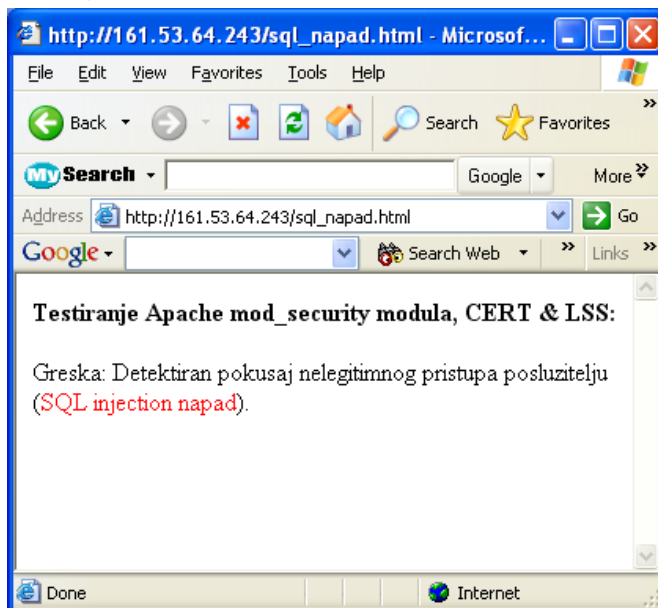 http://161.53.64.243/sql_napad.html - Microsof...
File Edit View Favorites Tools Help
Back Search Favorites »
My Search Google More »
Address http://161.53.64.243/sql_napad.html Go
Google Search Web » Links »
Testiranje Apache mod_security modula, CERT & LSS:
Greska: Detektiran pokusaj nelegitimnog pristupa posluzitelju
(SQL injection napad).
Done Internet